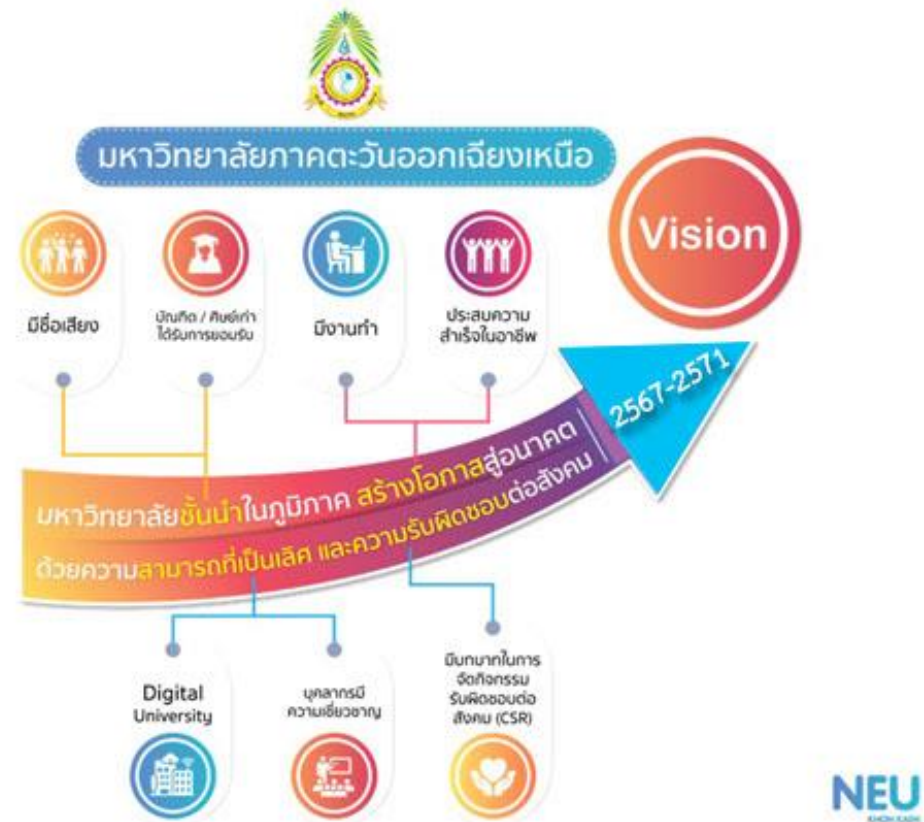 มหาวิทยาลัยภาคตะวันออกเฉียงเหนือ
Vision
มีชื่อเสียง
บัณฑิต / ศิษย์เก่า
ได้รับการยอมรับ
มีงานทำ
ประสบความ
สำเร็จในอาชีพ
2567-2571
มหาวิทยาลัยชั้นนำในภูมิภาค สร้างโอกาสสู่อนาคต
ด้วยความสามารถที่เป็นเลิศ และความรับผิดชอบต่อสังคม
Digital
University
บุคลากรมี
ความเชี่ยวชาญ
มีบทบาทในการ
จัดกิจกรรม
รับผิดชอบต่อ
สังคม (CSR)
NEU